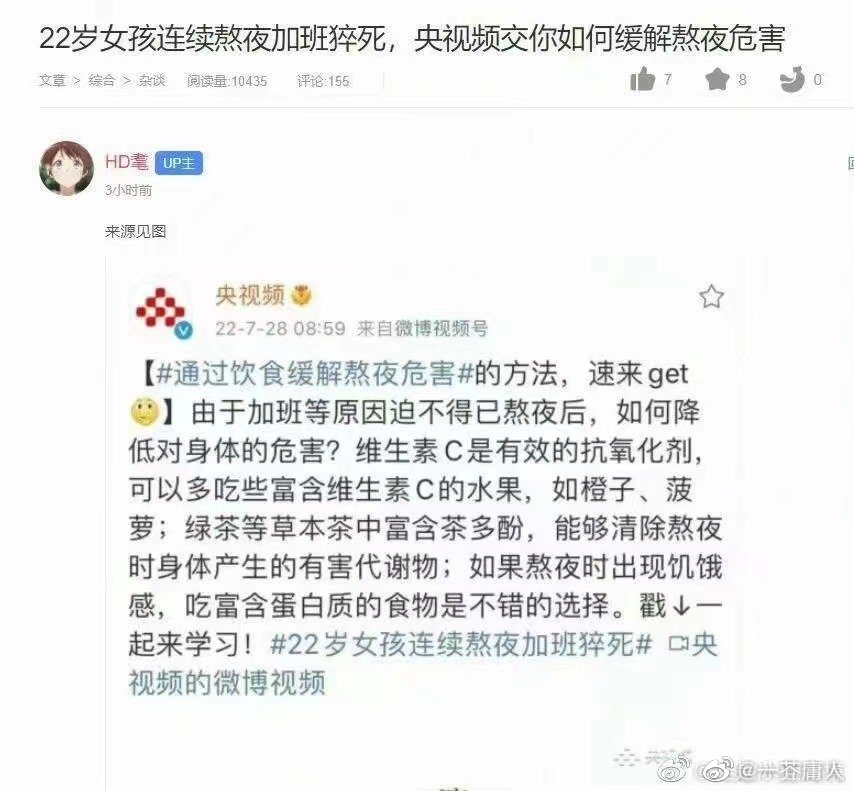 22岁女孩连续熬夜加班猝死，央视频交你如何缓解熬夜危害
文章 > 综合 > 杂谈 阅读量:10435 评论:155 7 8 0
HD耄 UP主
3小时前
来源见图
央视频
22-7-28 08:59 来自微博视频号
【#通过饮食缓解熬夜危害#的方法，速来get
】由于加班等原因迫不得已熬夜后，如何降
低对身体的危害？维生素C是有效的抗氧化剂，
可以多吃些富含维生素C的水果，如橙子、菠
萝；绿茶等草本茶中富含茶多酚，能够清除熬夜
时身体产生的有害代谢物；如果熬夜时出现饥饿
感，吃富含蛋白质的食物是不错的选择。戳↓一
起来学习！#22岁女孩连续熬夜加班猝死# 央
视频的微博视频